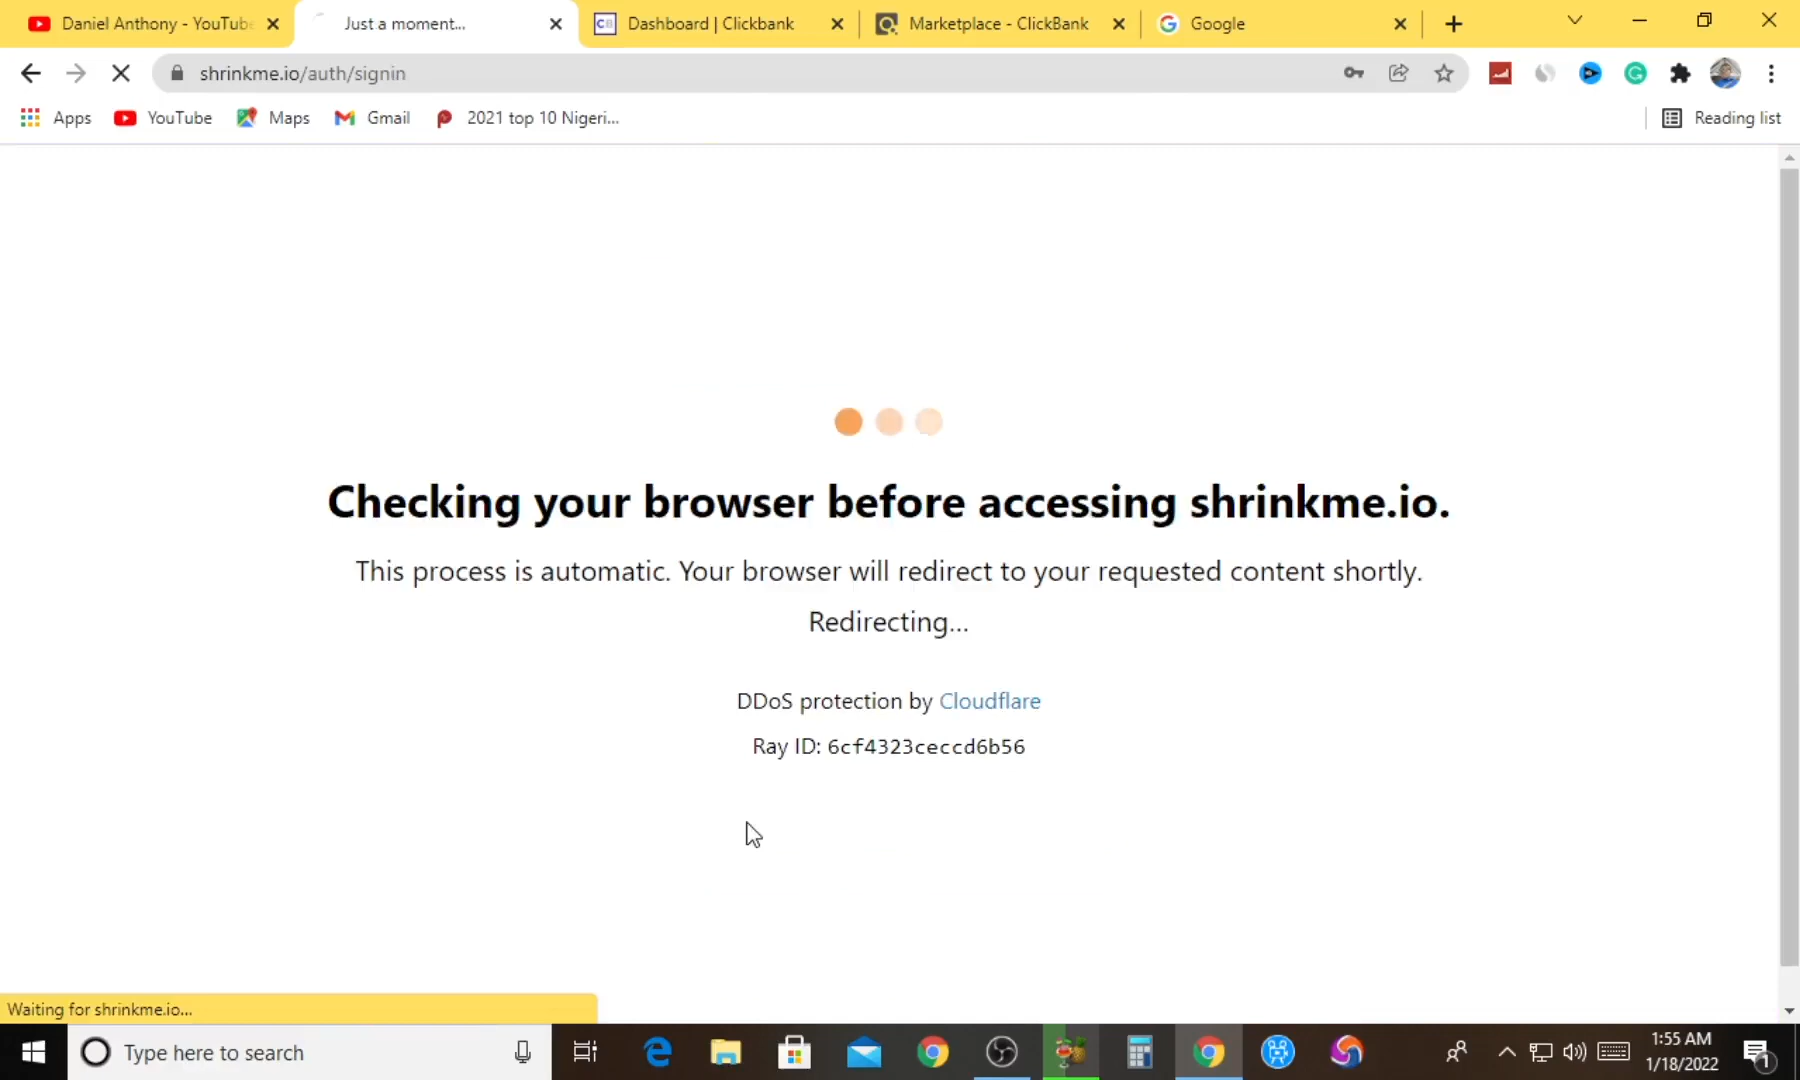 Daniel Anthony - YouTube
Just a moment...
Dashboard | Clickbank
Marketplace - ClickBank
Google
shrinkme.io/auth/signin
Apps
YouTube
Maps
Gmail
2021 top 10 Nigeri...
Reading list
Checking your browser before accessing shrinkme.io.
This process is automatic. Your browser will redirect to your requested content shortly.
Redirecting...
DDoS protection by Cloudflare
Ray ID: 6cf4323ceccd6b56
Waiting for shrinkme.io...
Type here to search
1:55 AM
1/18/2022
1